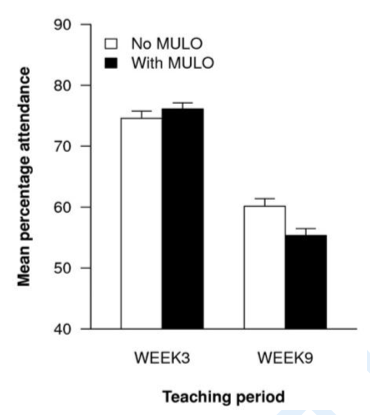 90
No MULO
With MULO
80
70
60
50
40
Mean percentage attendance
WEEK3 WEEK9
Teaching period